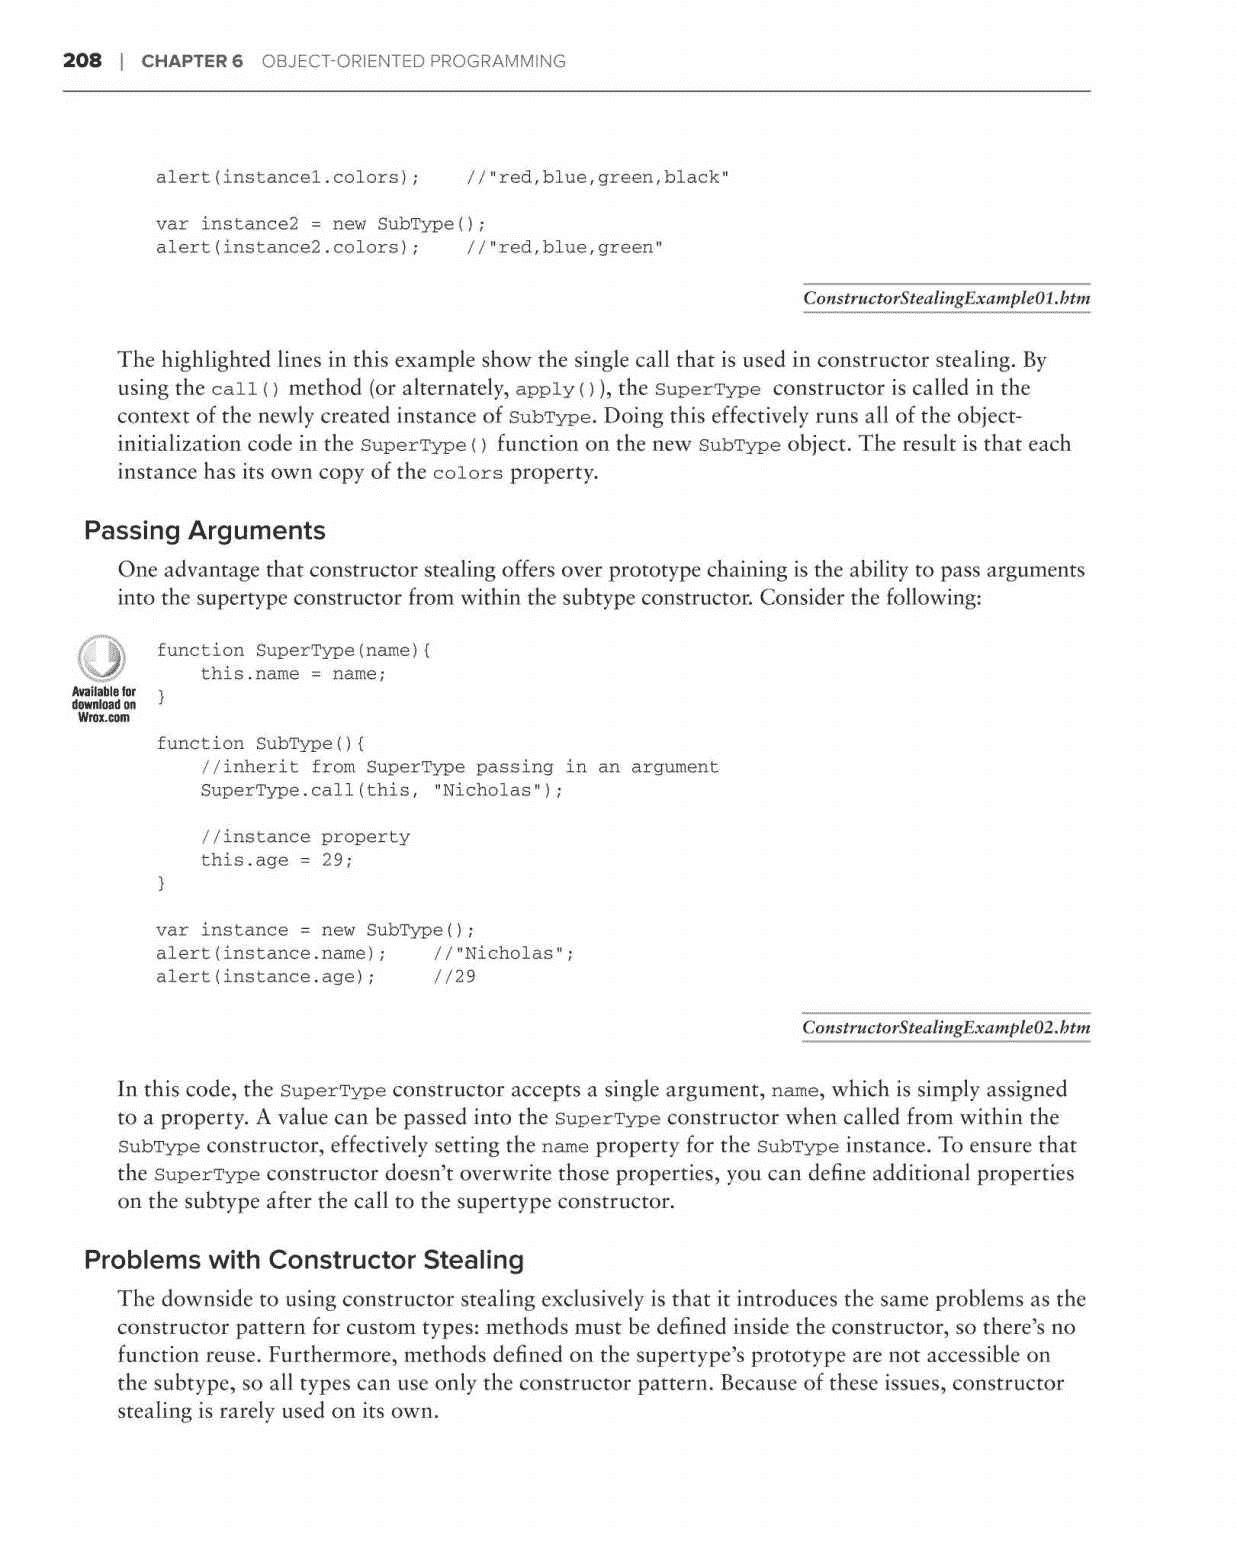 208 | CHAPTER 6 OBJECT-ORIENTED PROGRAMMING
alert(instance1.colors);    //"red,blue,green,black"
var instance2 = new SubType();
alert(instance2.colors);    //"red,blue,green"
ConstructorStealingExample01.htm
The highlighted lines in this example show the single call that is used in constructor stealing. By
using the call() method (or alternately, apply()), the SuperType constructor is called in the
context of the newly created instance of SubType. Doing this effectively runs all of the object-
initialization code in the SuperType() function on the new SubType object. The result is that each
instance has its own copy of the colors property.
Passing Arguments
One advantage that constructor stealing offers over prototype chaining is the ability to pass arguments
into the supertype constructor from within the subtype constructor. Consider the following:
Available for
download on
Wrox.com
function SuperType(name){
    this.name = name;
}
function SubType(){
    //inherit from SuperType passing in an argument
    SuperType.call(this, "Nicholas");
    //instance property
    this.age = 29;
}
var instance = new SubType();
alert(instance.name);    //"Nicholas";
alert(instance.age);     //29
ConstructorStealingExample02.htm
In this code, the SuperType constructor accepts a single argument, name, which is simply assigned
to a property. A value can be passed into the SuperType constructor when called from within the
SubType constructor, effectively setting the name property for the SubType instance. To ensure that
the SuperType constructor doesn't overwrite those properties, you can define additional properties
on the subtype after the call to the supertype constructor.
Problems with Constructor Stealing
The downside to using constructor stealing exclusively is that it introduces the same problems as the
constructor pattern for custom types: methods must be defined inside the constructor, so there's no
function reuse. Furthermore, methods defined on the supertype's prototype are not accessible on
the subtype, so all types can use only the constructor pattern. Because of these issues, constructor
stealing is rarely used on its own.